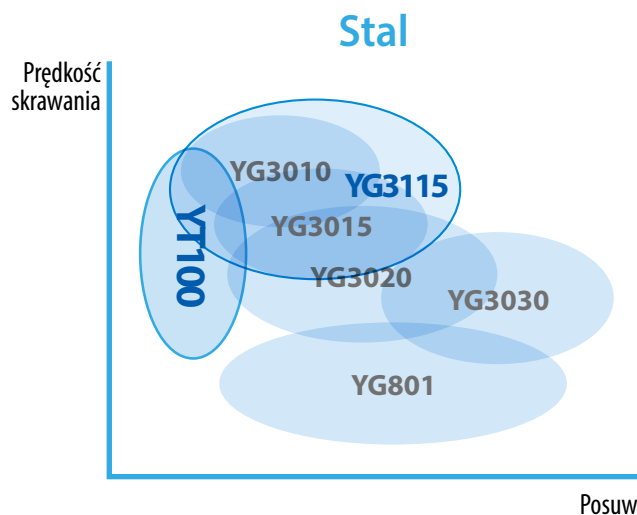 Stal
Prędkość
skrawania
YG3010
YG3115
YT100
YG3015
YG3020
YG3030
YG801
Posuw